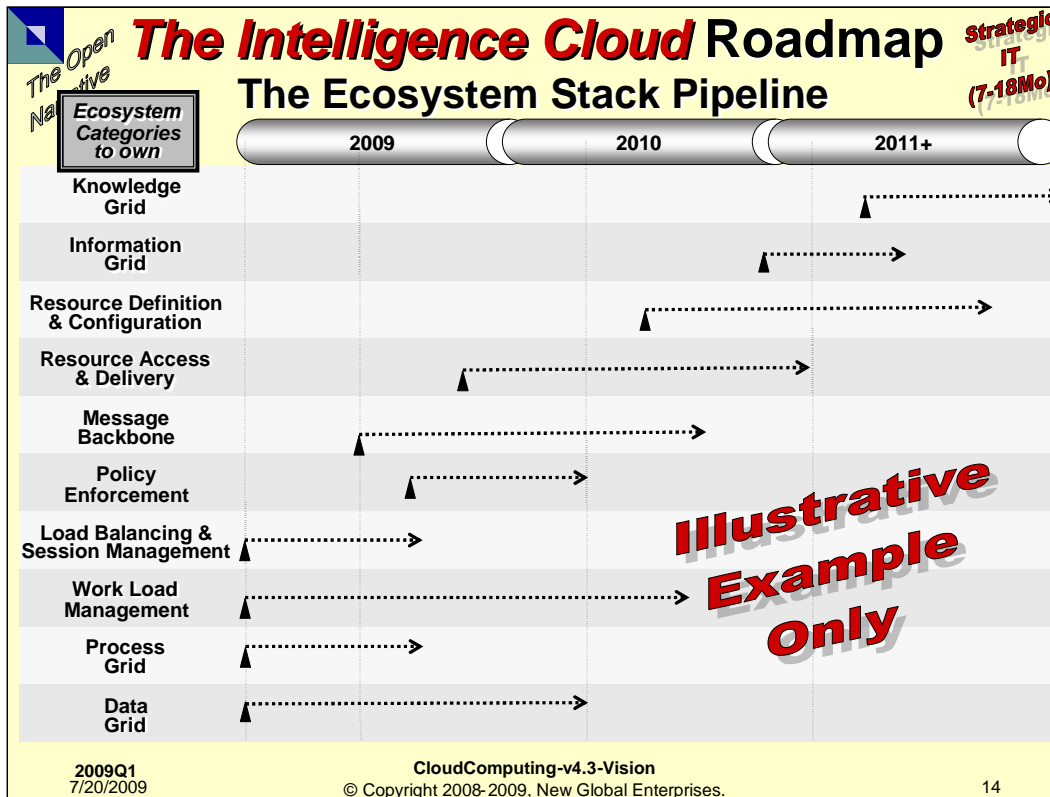 The Open
Narrative
The Intelligence Cloud Roadmap
The Ecosystem Stack Pipeline
Strategic
IT
(7-18Mo)
Ecosystem
Categories
to own
2009
2010
2011+
Knowledge
Grid
Information
Grid
Resource Definition
& Configuration
Resource Access
& Delivery
Message
Backbone
Policy
Enforcement
Load Balancing &
Session Management
Work Load
Management
Process
Grid
Data
Grid
Illustrative
Example
Only
2009Q1
7/20/2009
CloudComputing-v4.3-Vision
© Copyright 2008-2009, New Global Enterprises.
14